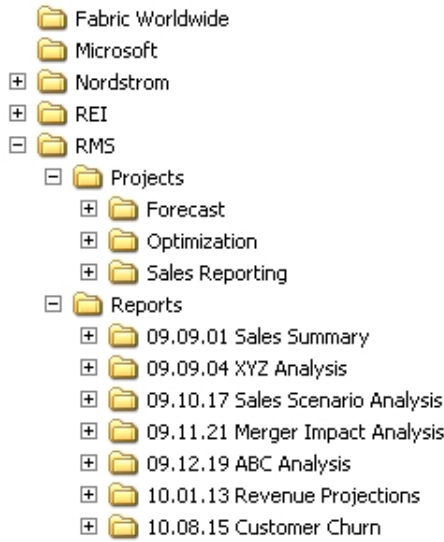 Fabric Worldwide
Microsoft
Nordstrom
REI
RMS
Projects
Forecast
Optimization
Sales Reporting
Reports
09.09.01 Sales Summary
09.09.04 XYZ Analysis
09.10.17 Sales Scenario Analysis
09.11.21 Merger Impact Analysis
09.12.19 ABC Analysis
10.01.13 Revenue Projections
10.08.15 Customer Churn